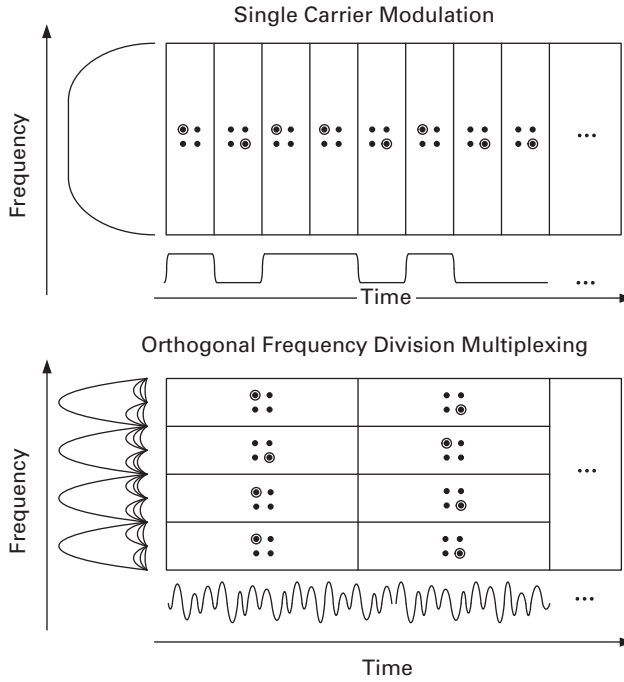 Single Carrier Modulation
Frequency
...
...
Time
Orthogonal Frequency Division Multiplexing
Frequency
...
...
Time